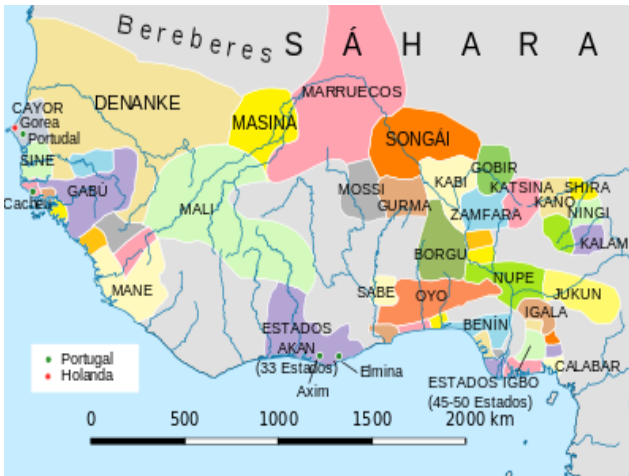 Bereberes
S Á H A R A
DENANKE
MARRUECOS
CAYOR
Gorea
Portudal
MASINA
SONGÁI
SINE
GABÚ
Cacheu
MALI
MOSSI
GURMA
KABI
GOBIR
KATSINA
SHIRA
KANO
ZAMFARA
NINGI
KALAM
BORGU
MANE
SABE
OYO
NUPE
JUKUN
ESTADOS
AKAN
(33 Estados)
BENÍN
IGALA
Portugal
Holanda
Axim
Elmina
ESTADOS IGBO
(45-50 Estados)
CALABAR
0 500 1000 1500 2000 km